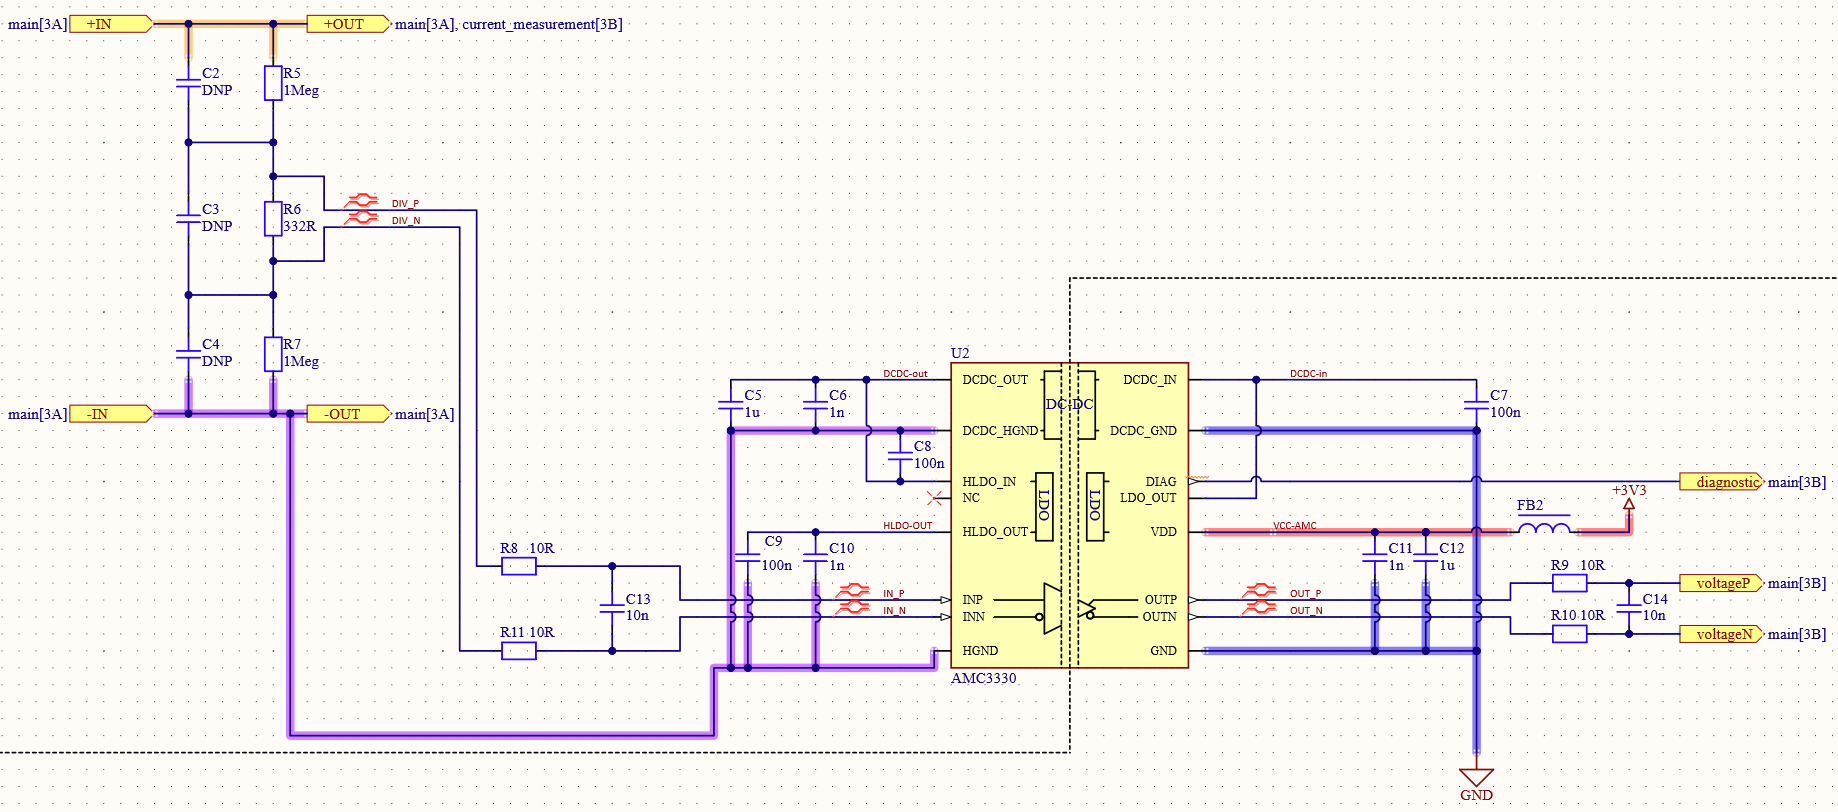 main[3A] +IN +OUT main[3A], current_measurement[3B]
C2
DNP
R5
1Meg
C3
DNP
R6
332R
DIV_P
DIV_N
C4
DNP
R7
1Meg
main[3A] -IN -OUT main[3A]
U2
DCDC-out
DCDC_OUT
DCDC_HGND
HLDO_IN
NC
HLDO_OUT
INP
INN
HGND
DC-DC
LDO
LDO
DCDC_IN
DCDC_GND
DIAG
LDO_OUT
VDD
OUTP
OUTN
GND
AMC3330
C5
1u
C6
1n
C8
100n
HLDO-OUT
C9
100n
C10
1n
IN_P
IN_N
R8 10R
C13
10n
R11 10R
DCDC-in
C7
100n
diagnostic main[3B]
+3V3
FB2
VCC-AMC
C11
1n
C12
1u
OUT_P
OUT_N
R9 10R
voltageP main[3B]
C14
10n
R10 10R
voltageN main[3B]
GND